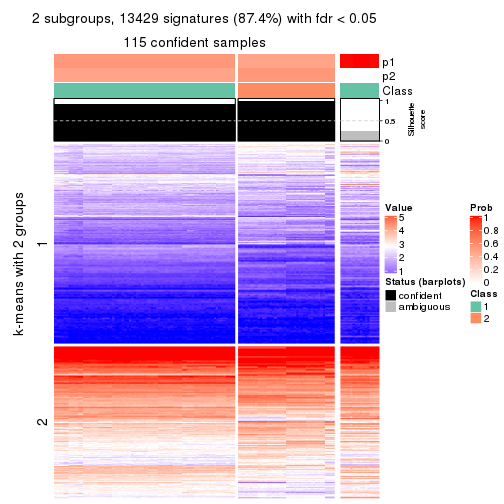 2 subgroups, 13429 signatures (87.4%) with fdr < 0.05
115 confident samples
p1
p2
Class
1
0.5
0
Silhouette
score
k-means with 2 groups
1
2
Value
5
4
3
2
1
Status (barplots)
confident
ambiguous
Prob
1
0.8
0.6
0.4
0.2
0
Class
1
2